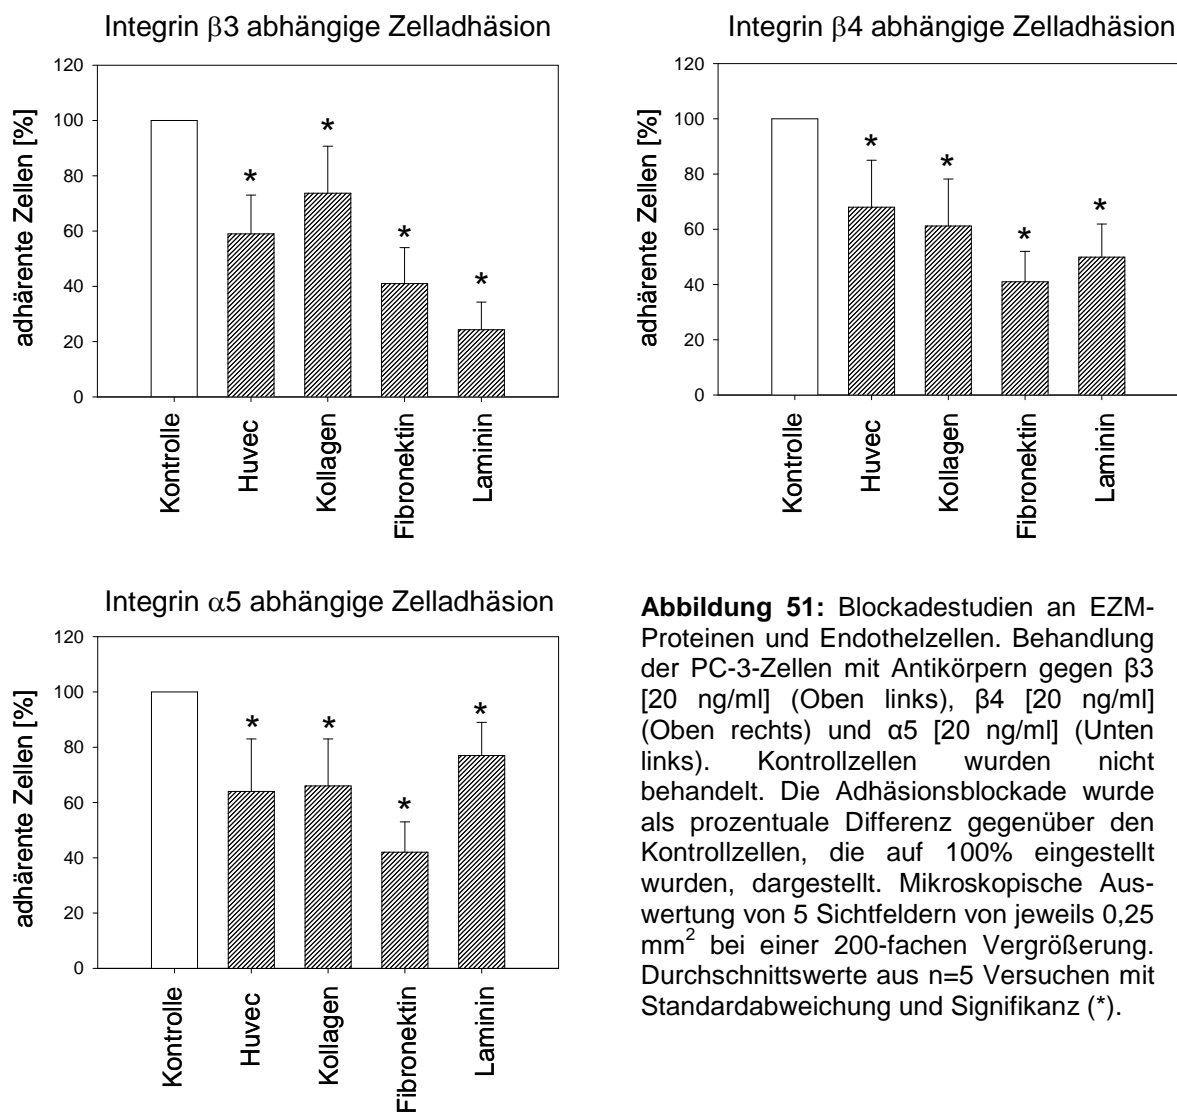 Integrin β3 abhängige Zelladhäsion
adhärente Zellen [%]
120
100
80
60
40
20
0
*
*
*
*
Kontrolle
Huvec
Kollagen
Fibronektin
Laminin
Integrin β4 abhängige Zelladhäsion
adhärente Zellen [%]
120
100
80
60
40
20
0
*
*
*
*
Kontrolle
Huvec
Kollagen
Fibronektin
Laminin
Integrin α5 abhängige Zelladhäsion
adhärente Zellen [%]
120
100
80
60
40
20
0
*
*
*
*
Kontrolle
Huvec
Kollagen
Fibronektin
Laminin
Abbildung 51: Blockadestudien an EZM-
Proteinen und Endothelzellen. Behandlung
der PC-3-Zellen mit Antikörpern gegen β3
[20 ng/ml] (Oben links), β4 [20 ng/ml]
(Oben rechts) und α5 [20 ng/ml] (Unten
links). Kontrollzellen wurden nicht
behandelt. Die Adhäsionsblockade wurde
als prozentuale Differenz gegenüber den
Kontrollzellen, die auf 100% eingestellt
wurden, dargestellt. Mikroskopische Aus-
wertung von 5 Sichtfeldern von jeweils 0,25
mm² bei einer 200-fachen Vergrößerung.
Durchschnittswerte aus n=5 Versuchen mit
Standardabweichung und Signifikanz (*).